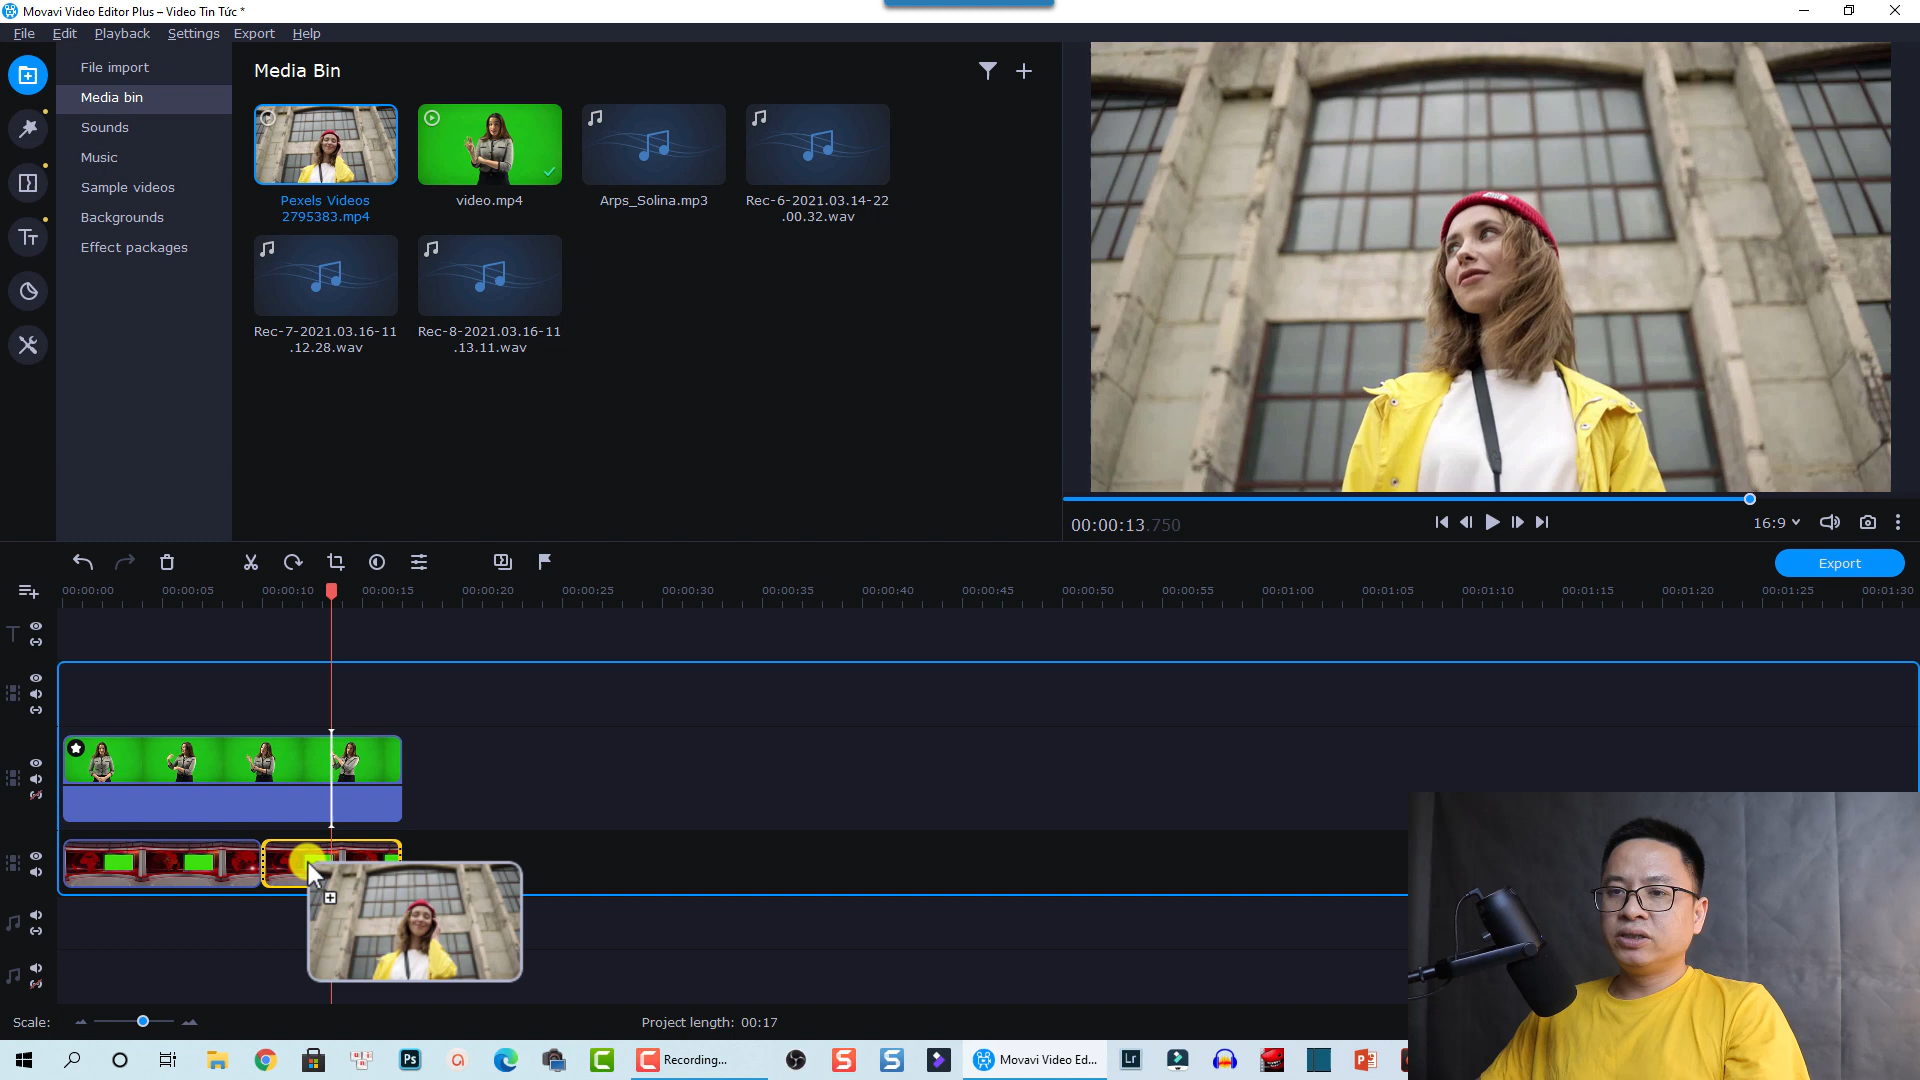 Movavi Video Editor Plus – Video Tin Tức *
File Edit Playback Settings Export Help
File import
Media bin
Sounds
Music
Sample videos
Backgrounds
Effect packages
Media Bin
Pexels Videos
2795383.mp4
video.mp4
Arps_Solina.mp3
Rec-6-2021.03.14-22
.00.32.wav
Rec-7-2021.03.16-11
.12.28.wav
Rec-8-2021.03.16-11
.13.11.wav
00:00:13.750
16:9
Export
00:00:00 00:00:05 00:00:10 00:00:15 00:00:20 00:00:25 00:00:30 00:00:35 00:00:40 00:00:45 00:00:50 00:00:55 00:01:00 00:01:05 00:01:10 00:01:15 00:01:20 00:01:25 00:01:30
Scale:
Project length: 00:17
Ps
Recording...
Movavi Video Ed...
Lr